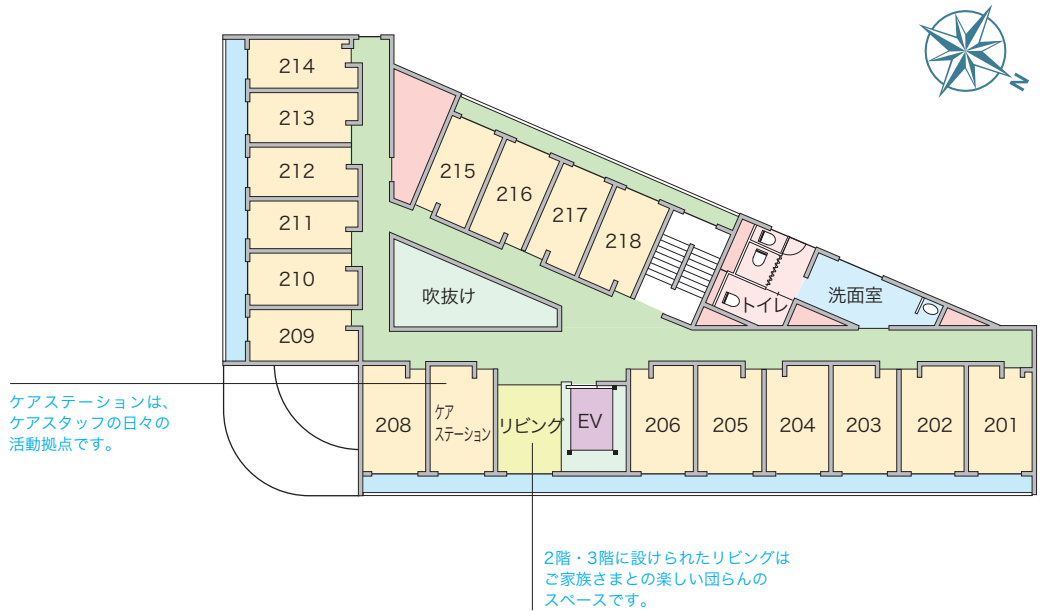 N
214
213
212
211
210
209
215
216
217
218
吹抜け
トイレ
洗面室
208
ケア
ステーション
リビング
EV
206
205
204
203
202
201
ケアステーションは、
ケアスタッフの日々の
活動拠点です。
2階・3階に設けられたリビングは
ご家族さまとの楽しい団らんの
スペースです。